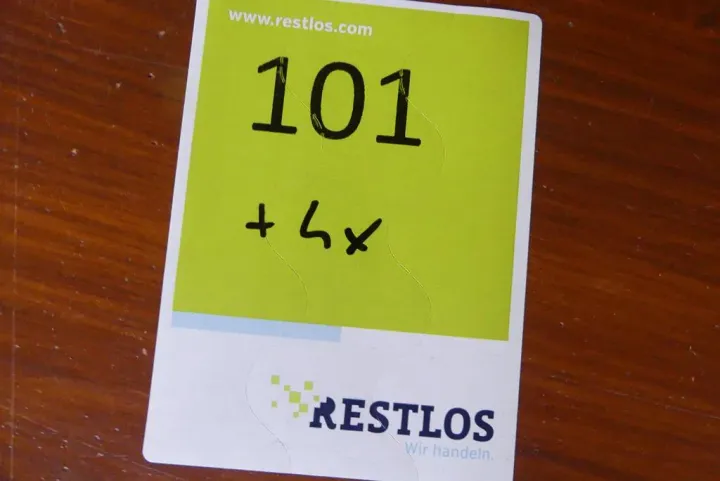 www.restlos.com
101
+ 4x
RESTLOS
Wir handeln.